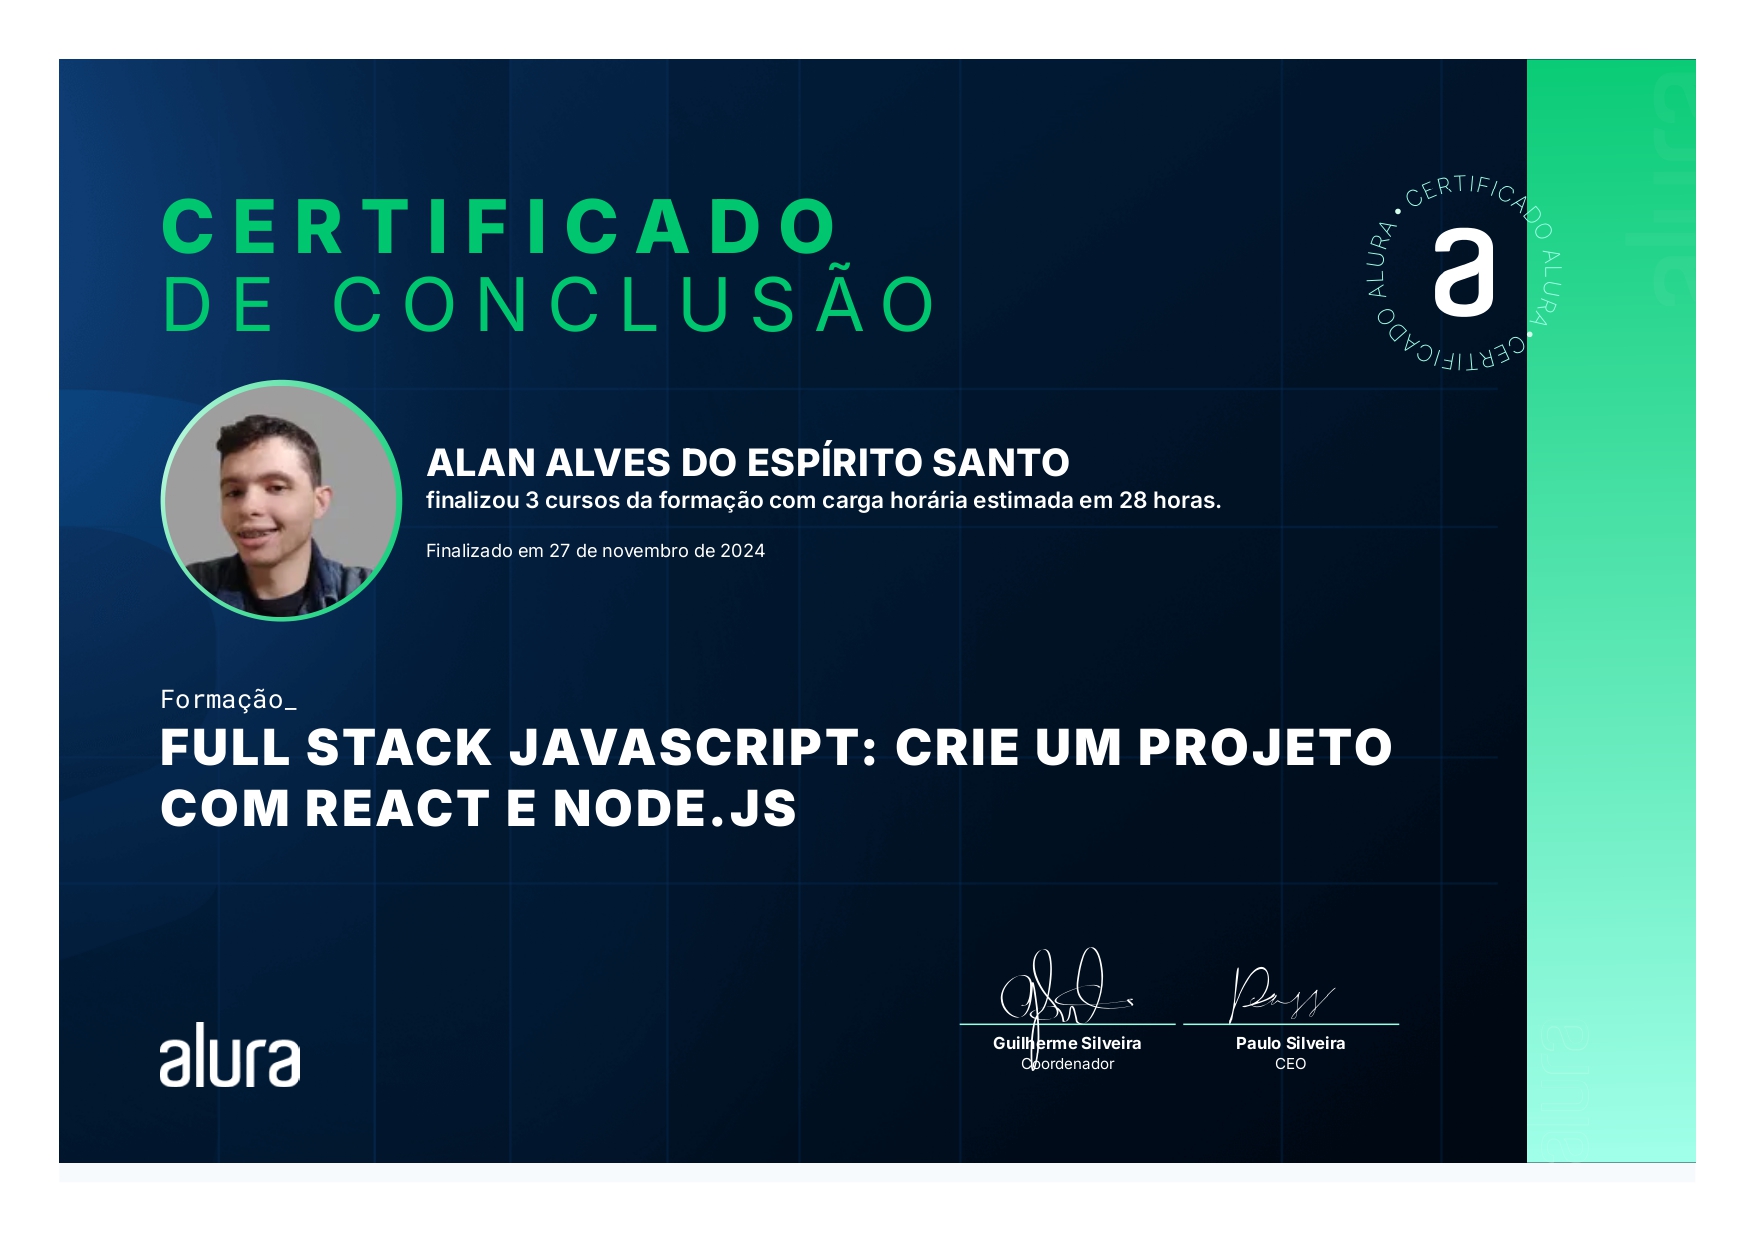 CERTIFICADO
DE CONCLUSÃO
CERTIFICADO ALURA • CERTIFICADO ALURA •
a
ALAN ALVES DO ESPÍRITO SANTO
finalizou 3 cursos da formação com carga horária estimada em 28 horas.
Finalizado em 27 de novembro de 2024
Formação_
FULL STACK JAVASCRIPT: CRIE UM PROJETO
COM REACT E NODE.JS
alura
Guilherme Silveira
Coordenador
Paulo Silveira
CEO
alura
alura